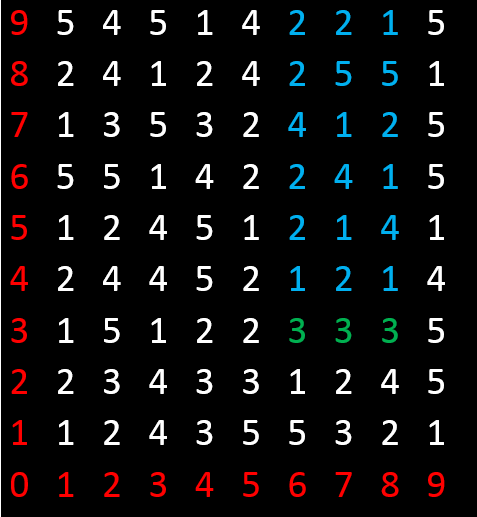 9 5 4 5 1 4 2 2 1 5
8 2 4 1 2 4 2 5 5 1
7 1 3 5 3 2 4 1 2 5
6 5 5 1 4 2 2 4 1 5
5 1 2 4 5 1 2 1 4 1
4 2 4 4 5 2 1 2 1 4
3 1 5 1 2 2 3 3 3 5
2 2 3 4 3 3 1 2 4 5
1 1 2 4 3 5 5 3 2 1
0 1 2 3 4 5 6 7 8 9